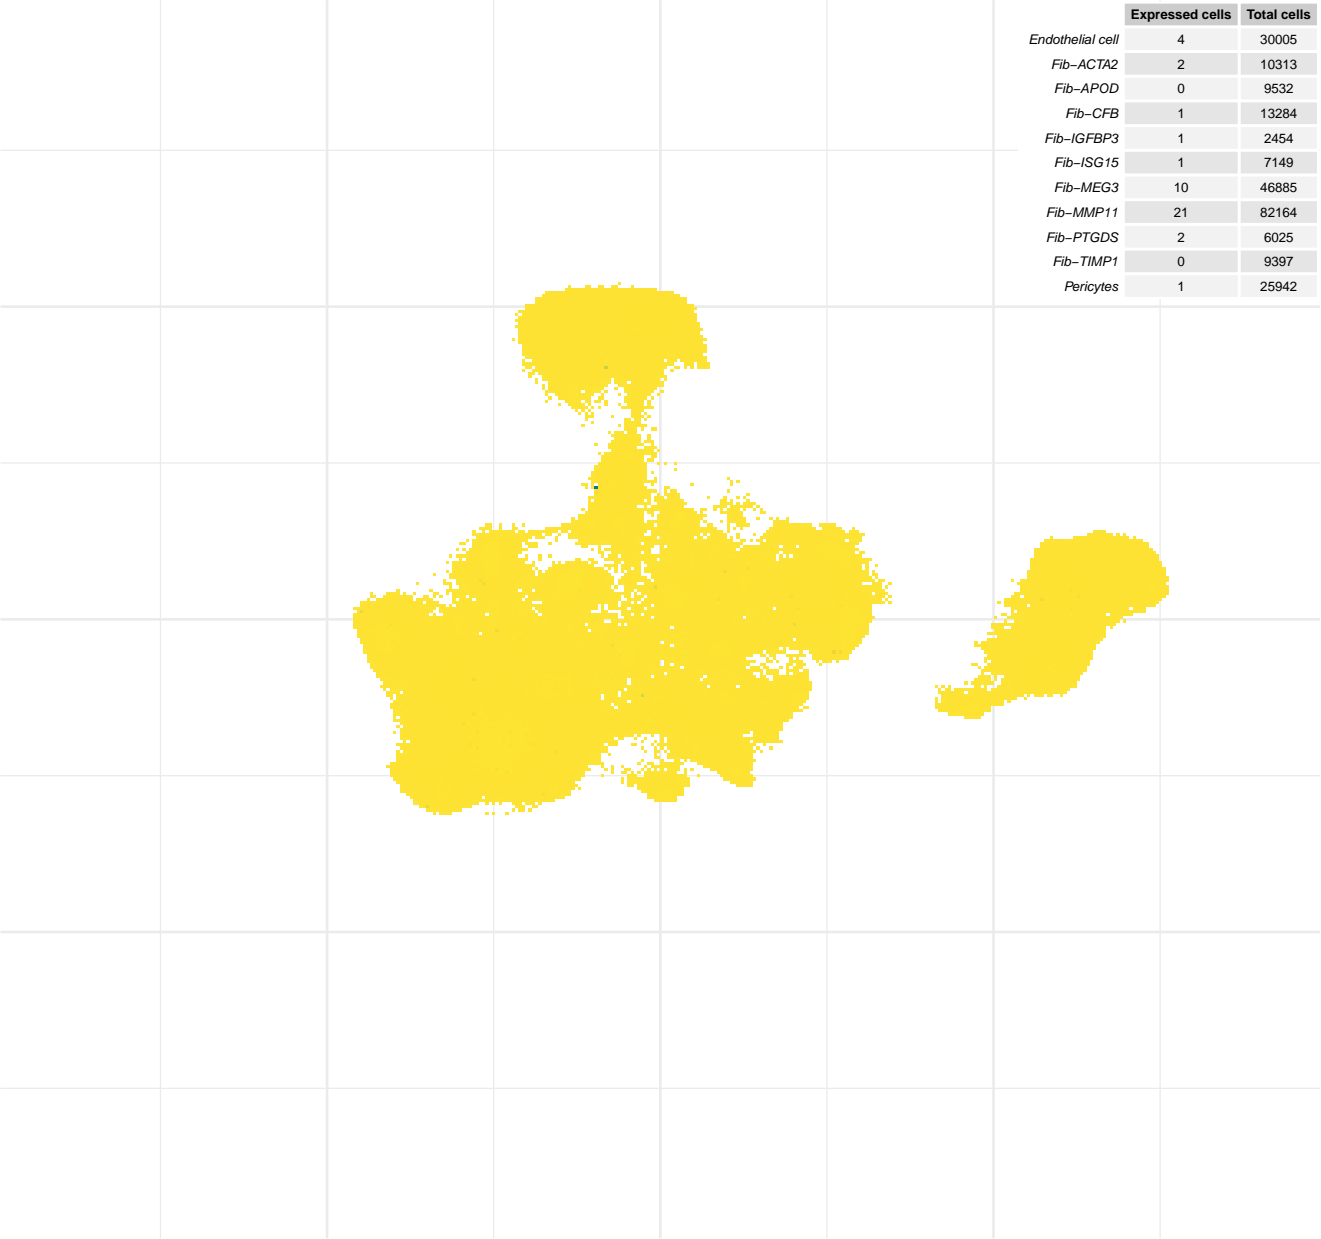 Expressed cells Total cells
Endothelial cell 4 30005
Fib−ACTA2 2 10313
Fib−APOD 0 9532
Fib−CFB 1 13284
Fib−IGFBP3 1 2454
Fib−ISG15 1 7149
Fib−MEG3 10 46885
Fib−MMP11 21 82164
Fib−PTGDS 2 6025
Fib−TIMP1 0 9397
Pericytes 1 25942